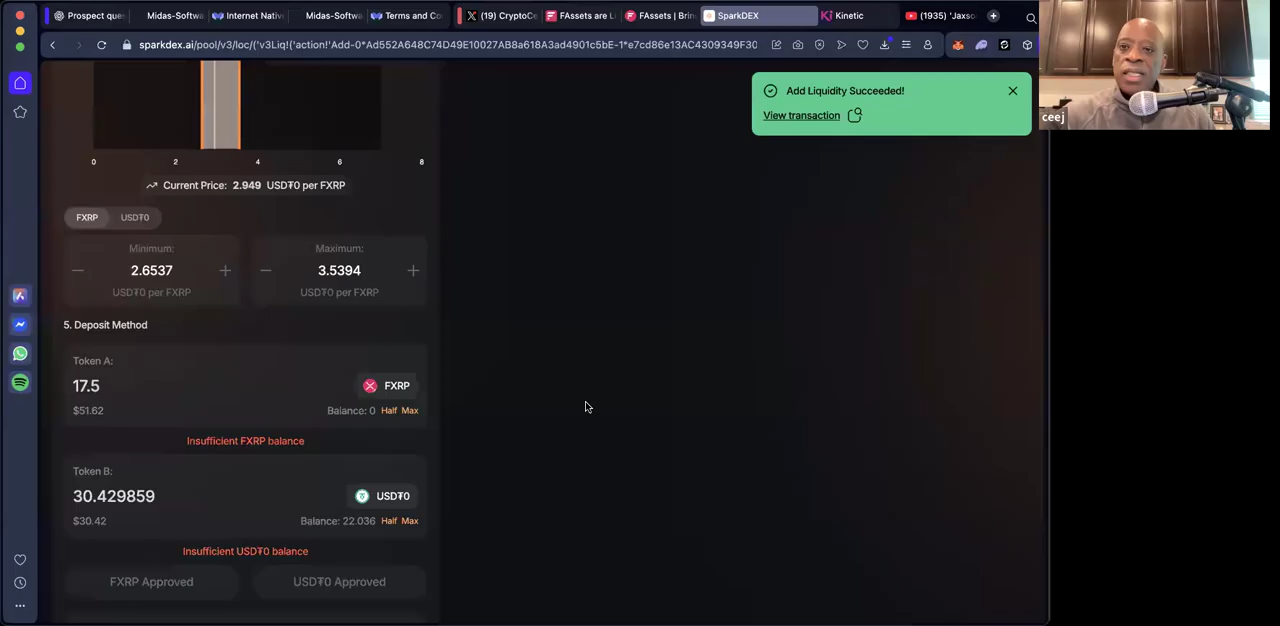 Prospect que
Midas-Softwa
Internet Nativ
Midas-Softwa
Terms and Co
(19) CryptoCe
FAssets are Li
FAssets | Brin
SparkDEX
Kinetic
(1935) 'Jaxso
sparkdex.ai/pool/v3/loc/('v3Liq!('action!'Add-0*Ad552A648C74D49E10027AB8a618A3ad4901c5bE-1*e7cd86e13AC4309349F30
Add Liquidity Succeeded!
View transaction
ceej
0 2 4 6 8
Current Price: 2.949 USD₮0 per FXRP
FXRP USD₮0
Minimum: Maximum:
— 2.6537 + — 3.5394 +
USD₮0 per FXRP USD₮0 per FXRP
5. Deposit Method
Token A:
17.5 FXRP
$51.62 Balance: 0 Half Max
Insufficient FXRP balance
Token B:
30.429859 USD₮0
$30.42 Balance: 22.036 Half Max
Insufficient USD₮0 balance
FXRP Approved USD₮0 Approved